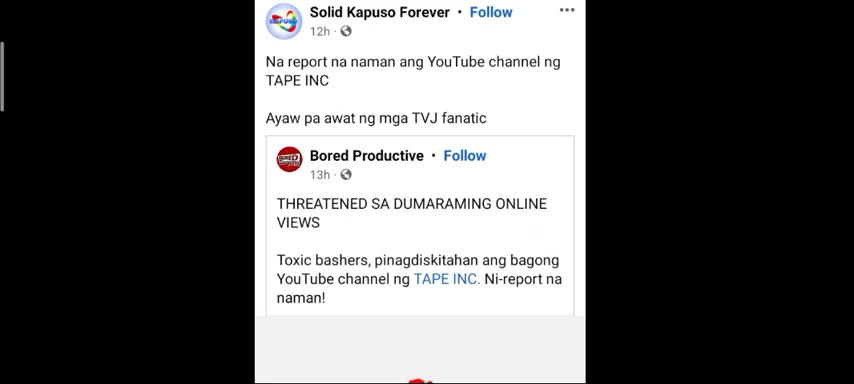 Solid Kapuso Forever • Follow
12h ·
Na report na naman ang YouTube channel ng
TAPE INC
Ayaw pa awat ng mga TVJ fanatic
Bored Productive • Follow
13h ·
THREATENED SA DUMARAMING ONLINE
VIEWS
Toxic bashers, pinagdiskitahan ang bagong
YouTube channel ng TAPE INC. Ni-report na
naman!